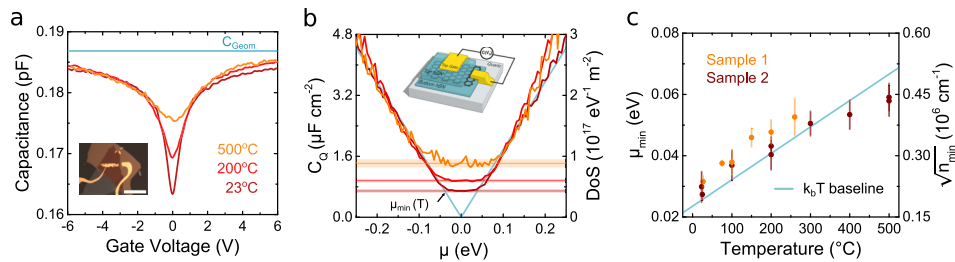 a
0.19
0.18
0.17
0.16
Capacitance (pF)
C_Geom
500°C
200°C
23°C
-6 -4 -2 0 2 4 6
Gate Voltage (V)
b
4.8
3.2
1.6
0.0
C_Q (µF cm⁻²)
µ_min (T)
-0.2 -0.1 0.0 0.1 0.2
µ (eV)
3
2
1
0
DoS (10¹⁷ eV⁻¹ m⁻²)
c
0.08
0.06
0.04
0.02
µ_min (eV)
Sample 1
Sample 2
k_bT baseline
0 100 200 300 400 500
Temperature (°C)
0.60
0.45
0.30
0.15
√n_min (10⁶ cm⁻¹)